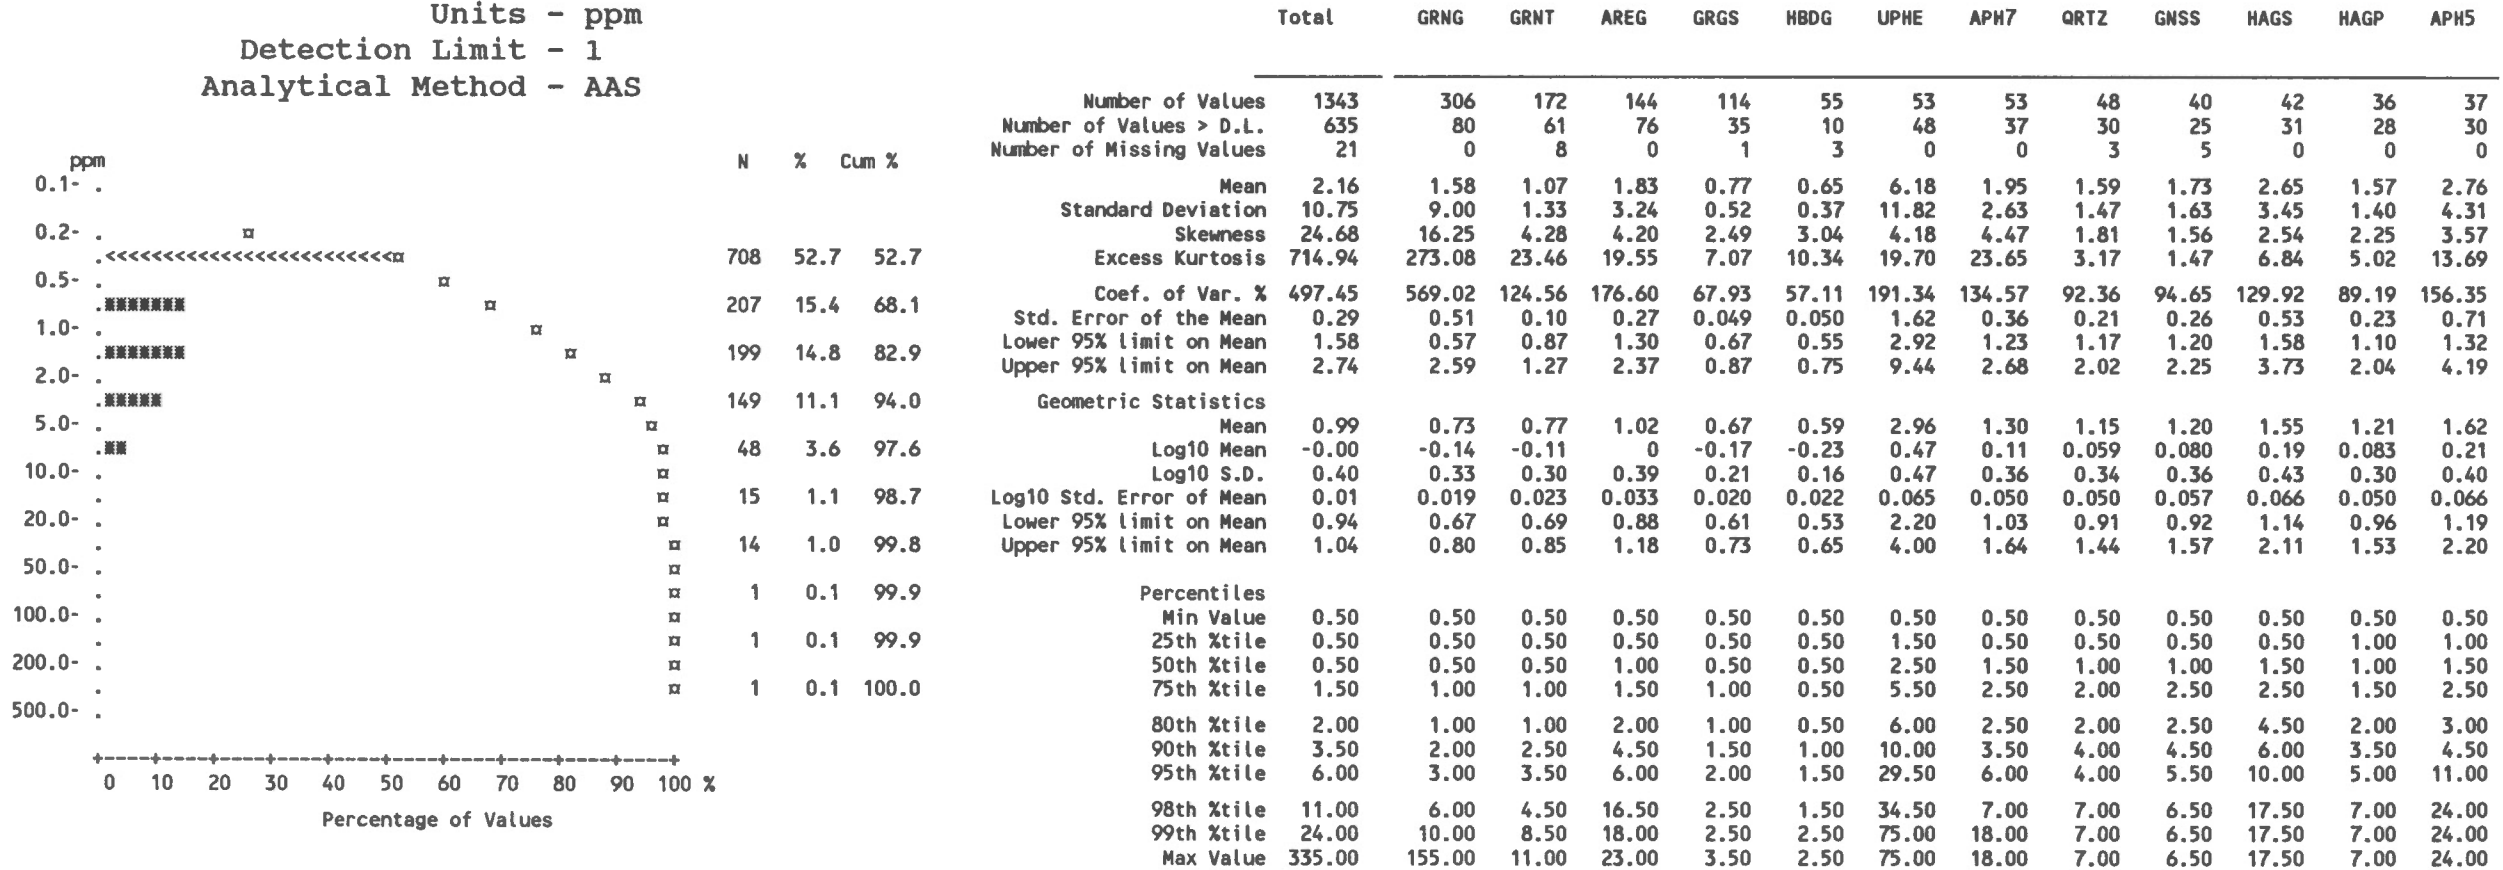 Units - ppm
Detection Limit - 1
Analytical Method - AAS
ppm N % Cum %
0.1-
0.2-
<<<<<<<<<<<<<<<<<<<<<<<<<¤ 708 52.7 52.7
0.5-
******* 207 15.4 68.1
1.0-
******* 199 14.8 82.9
2.0-
***** 149 11.1 94.0
5.0-
** 48 3.6 97.6
10.0-
15 1.1 98.7
20.0-
14 1.0 99.8
50.0-
1 0.1 99.9
100.0-
1 0.1 99.9
200.0-
1 0.1 100.0
500.0-
0 10 20 30 40 50 60 70 80 90 100 %
Percentage of Values
Total GRNG GRNT AREG GRGS HBDG UPHE APH7 QRTZ GNSS HAGS HAGP APH5
Number of Values 1343 306 172 144 114 55 53 53 48 40 42 36 37
Number of Values > D.L. 635 80 61 76 35 10 48 37 30 25 31 28 30
Number of Missing Values 21 0 8 0 1 3 0 0 3 5 0 0 0
Mean 2.16 1.58 1.07 1.83 0.77 0.65 6.18 1.95 1.59 1.73 2.65 1.57 2.76
Standard Deviation 10.75 9.00 1.33 3.24 0.52 0.37 11.82 2.63 1.47 1.63 3.45 1.40 4.31
Skewness 24.68 16.25 4.28 4.20 2.49 3.04 4.18 4.47 1.81 1.56 2.54 2.25 3.57
Excess Kurtosis 714.94 273.08 23.46 19.55 7.07 10.34 19.70 23.65 3.17 1.47 6.84 5.02 13.69
Coef. of Var. % 497.45 569.02 124.56 176.60 67.93 57.11 191.34 134.57 92.36 94.65 129.92 89.19 156.35
Std. Error of the Mean 0.29 0.51 0.10 0.27 0.049 0.050 1.62 0.36 0.21 0.26 0.53 0.23 0.71
Lower 95% limit on Mean 1.58 0.57 0.87 1.30 0.67 0.55 2.92 1.23 1.17 1.20 1.58 1.10 1.32
Upper 95% limit on Mean 2.74 2.59 1.27 2.37 0.87 0.75 9.44 2.68 2.02 2.25 3.73 2.04 4.19
Geometric Statistics
Mean 0.99 0.73 0.77 1.02 0.67 0.59 2.96 1.30 1.15 1.20 1.55 1.21 1.62
Log10 Mean -0.00 -0.14 -0.11 0 -0.17 -0.23 0.47 0.11 0.059 0.080 0.19 0.083 0.21
Log10 S.D. 0.40 0.33 0.30 0.39 0.21 0.16 0.47 0.36 0.34 0.36 0.43 0.30 0.40
Log10 Std. Error of Mean 0.01 0.019 0.023 0.033 0.020 0.022 0.065 0.050 0.050 0.057 0.066 0.050 0.066
Lower 95% limit on Mean 0.94 0.67 0.69 0.88 0.61 0.53 2.20 1.03 0.91 0.92 1.14 0.96 1.19
Upper 95% limit on Mean 1.04 0.80 0.85 1.18 0.73 0.65 4.00 1.64 1.44 1.57 2.11 1.53 2.20
Percentiles
Min Value 0.50 0.50 0.50 0.50 0.50 0.50 0.50 0.50 0.50 0.50 0.50 0.50 0.50
25th %tile 0.50 0.50 0.50 0.50 0.50 0.50 1.50 0.50 0.50 0.50 0.50 1.00 1.00
50th %tile 0.50 0.50 0.50 1.00 0.50 0.50 2.50 1.50 1.00 1.00 1.50 1.00 1.50
75th %tile 1.50 1.00 1.00 1.50 1.00 0.50 5.50 2.50 2.00 2.50 2.50 1.50 2.50
80th %tile 2.00 1.00 1.00 2.50 1.00 0.50 6.00 2.50 2.00 2.50 4.50 2.00 3.00
90th %tile 3.50 2.00 2.50 4.50 1.50 1.00 10.00 3.50 4.00 4.50 6.00 3.50 4.50
95th %tile 6.00 3.00 3.50 6.00 2.00 1.50 29.50 6.00 4.00 5.50 10.00 5.00 11.00
98th %tile 11.00 6.00 4.50 16.50 2.50 1.50 34.50 7.00 7.00 6.50 17.50 7.00 24.00
99th %tile 24.00 10.00 8.50 18.00 2.50 2.50 75.00 18.00 7.00 6.50 17.50 7.00 24.00
Max Value 335.00 155.00 11.00 23.00 3.50 2.50 75.00 18.00 7.00 6.50 17.50 7.00 24.00